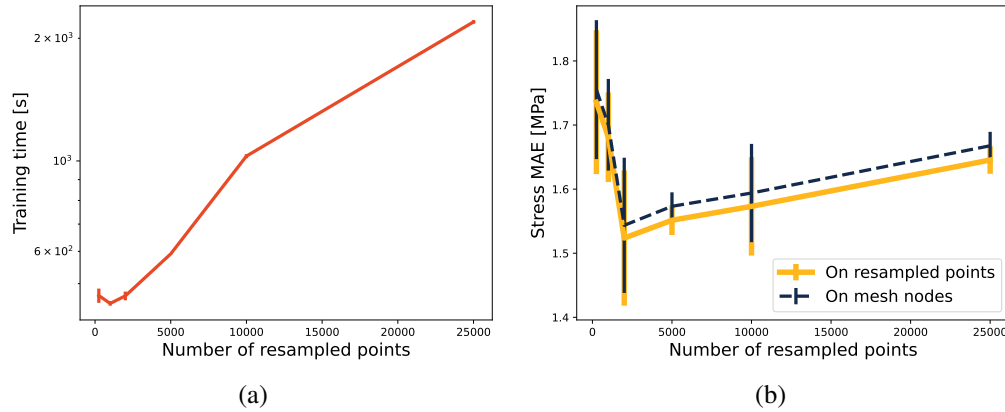 2 × 10³
10³
6 × 10²
Training time [s]
0
5000
10000
15000
20000
25000
Number of resampled points
(a)
1.8
1.7
1.6
1.5
1.4
Stress MAE [MPa]
On resampled points
On mesh nodes
0
5000
10000
15000
20000
25000
Number of resampled points
(b)